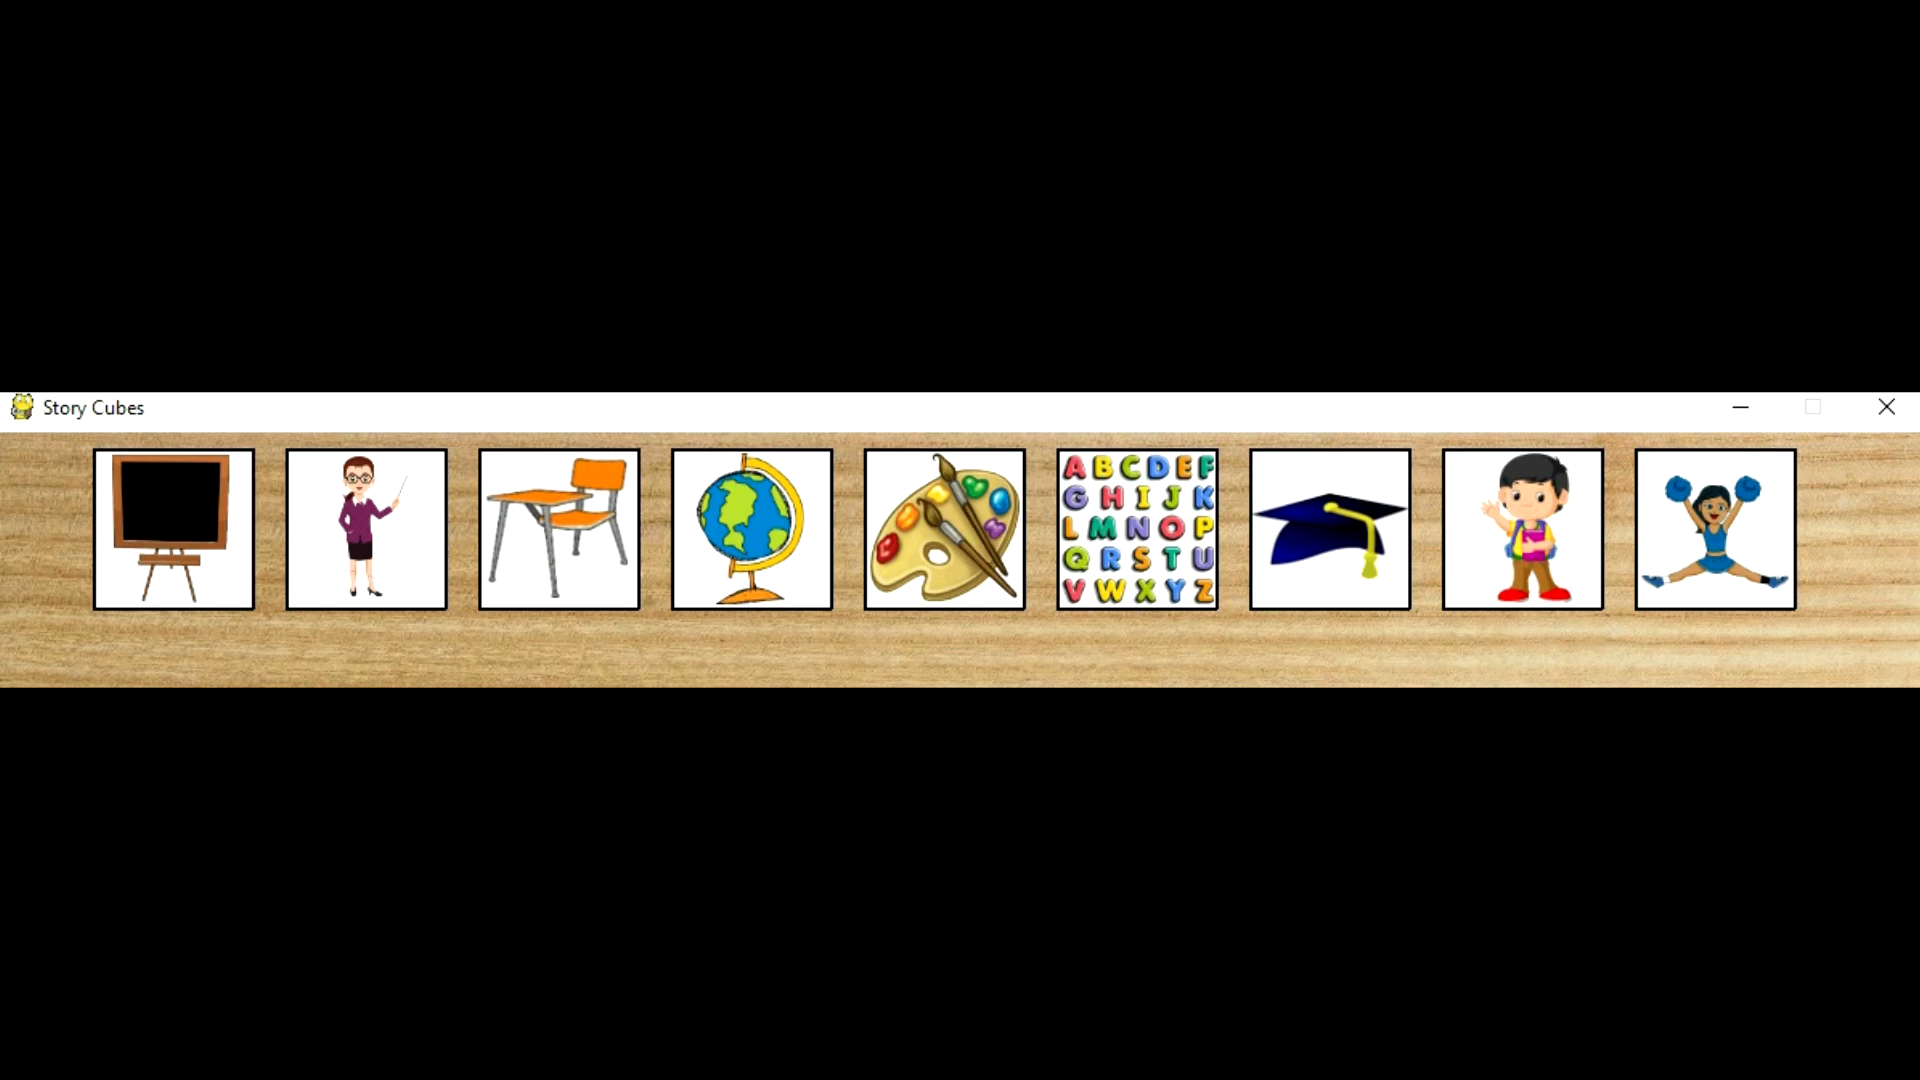 Story Cubes
A B C D E F
G H I J K
L M N O P
Q R S T U
V W X Y Z